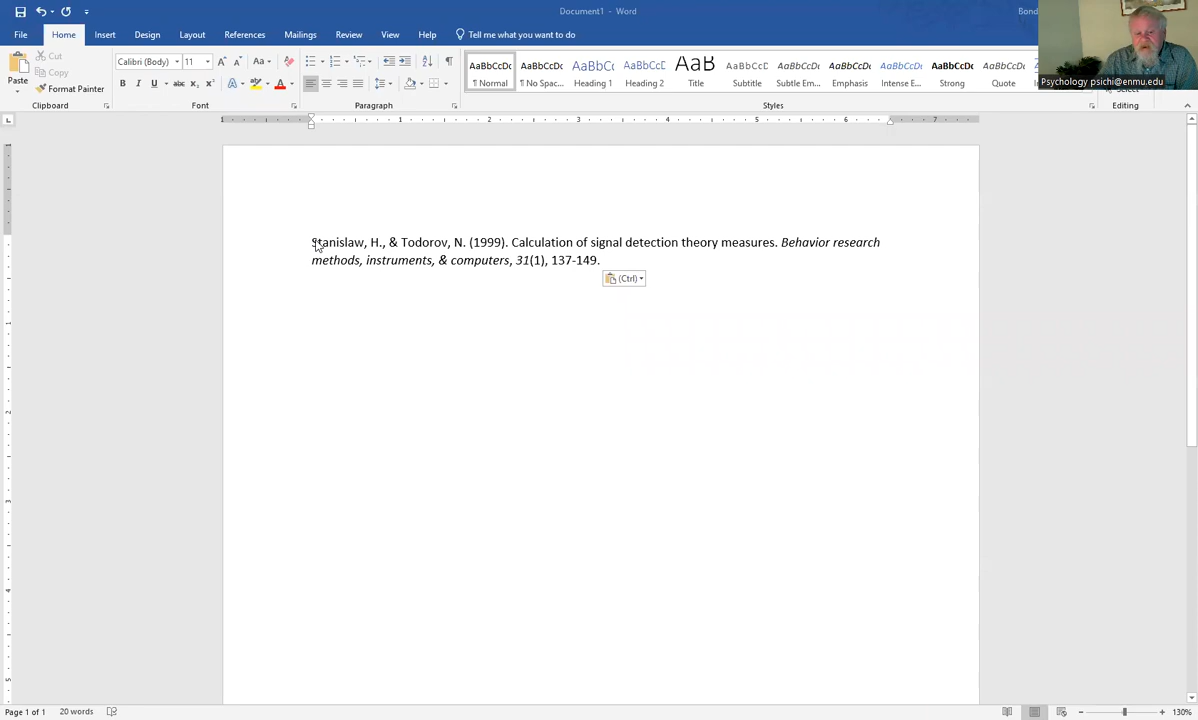 Document1 - Word
Bond
File Home Insert Design Layout References Mailings Review View Help Tell me what you want to do
Paste
Cut
Copy
Format Painter
Clipboard
Calibri (Body) 11
Font
Paragraph
AaBbCcDc AaBbCcDc AaBbCc AaBbCcD AaB AaBbCcD AaBbCcDc AaBbCcDc AaBbCcDc AaBbCcDc AaBbCcDc
¶ Normal ¶ No Spac... Heading 1 Heading 2 Title Subtitle Subtle Em... Emphasis Intense E... Strong Quote
Styles
Select
Editing
Psychology psichi@enmu.edu
Stanislaw, H., & Todorov, N. (1999). Calculation of signal detection theory measures. Behavior research
methods, instruments, & computers, 31(1), 137-149.
(Ctrl)
Page 1 of 1 20 words
130%